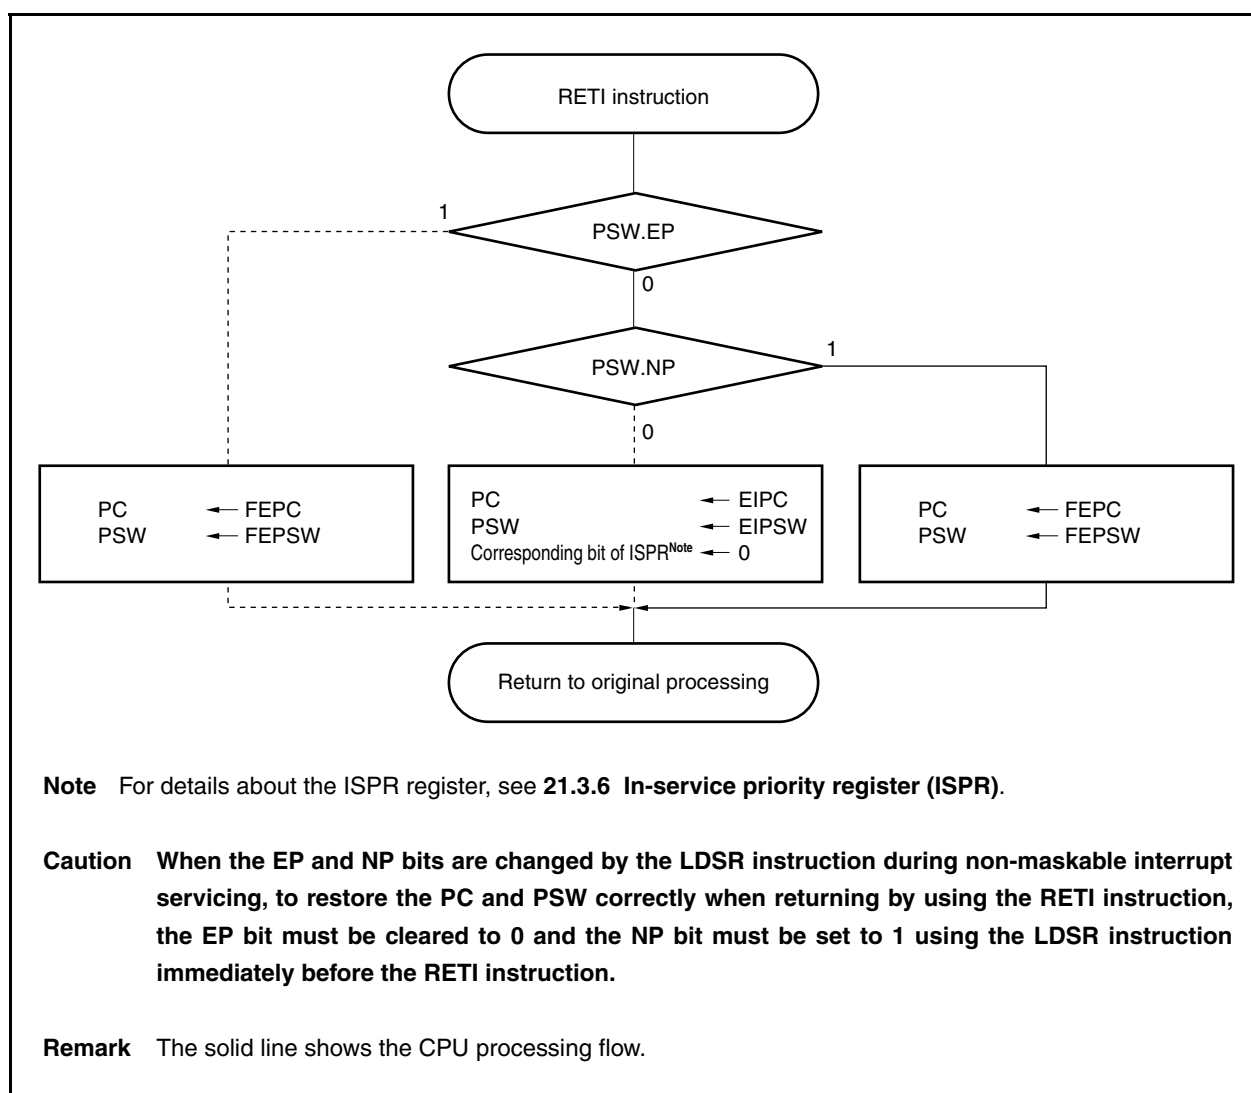 RETI instruction
1
PSW.EP
0
PSW.NP
1
0
PC ← FEPC
PSW ← FEPSW
PC ← EIPC
PSW ← EIPSW
Corresponding bit of ISPRNote ← 0
PC ← FEPC
PSW ← FEPSW
Return to original processing
Note For details about the ISPR register, see 21.3.6 In-service priority register (ISPR).
Caution When the EP and NP bits are changed by the LDSR instruction during non-maskable interrupt
servicing, to restore the PC and PSW correctly when returning by using the RETI instruction,
the EP bit must be cleared to 0 and the NP bit must be set to 1 using the LDSR instruction
immediately before the RETI instruction.
Remark The solid line shows the CPU processing flow.